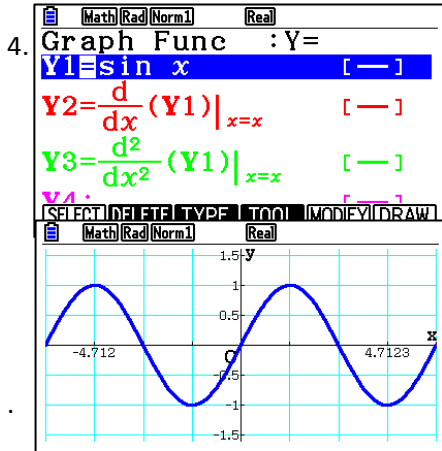 Math Rad Norm1 Real
4. Graph Func :Y=
Y1=sin x [—]
Y2=d/dx(Y1)|x=x [—]
Y3=d²/dx²(Y1)|x=x [—]
Y4:
SELECT DELETE TYPE TOOL MODIFY DRAW
Math Rad Norm1 Real
1.5 y
1
0.5
-4.712 O 4.7123 x
-0.5
-1
-1.5
.